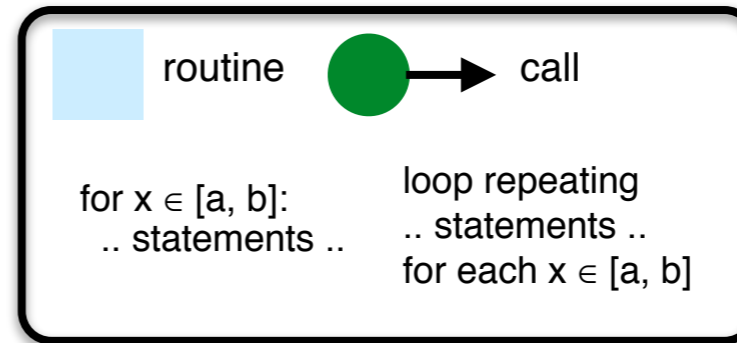 routine call
for x ∈ [a, b]:
.. statements ..
loop repeating
.. statements ..
for each x ∈ [a, b]